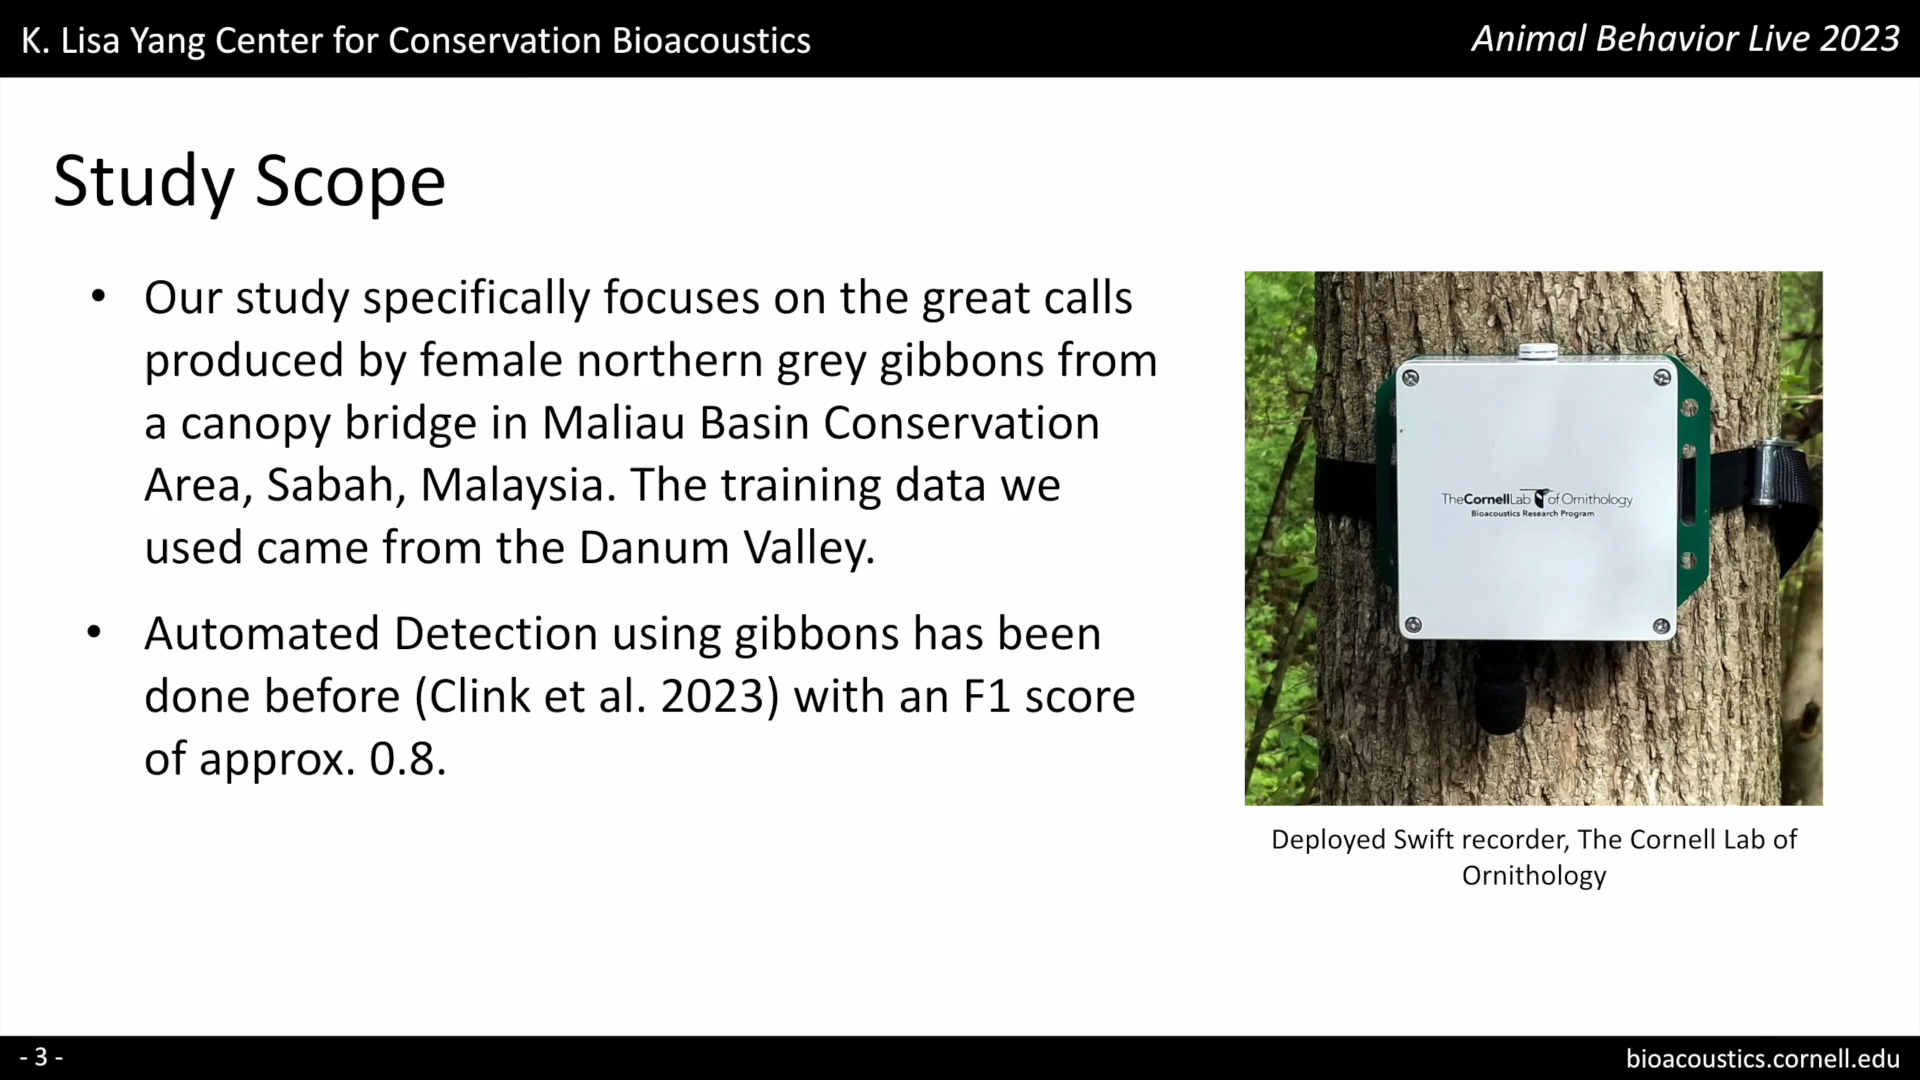 K. Lisa Yang Center for Conservation Bioacoustics
Animal Behavior Live 2023
Study Scope
• Our study specifically focuses on the great calls
produced by female northern grey gibbons from
a canopy bridge in Maliau Basin Conservation
Area, Sabah, Malaysia. The training data we
used came from the Danum Valley.
• Automated Detection using gibbons has been
done before (Clink et al. 2023) with an F1 score
of approx. 0.8.
TheCornellLab of Ornithology
Bioacoustics Research Program
Deployed Swift recorder, The Cornell Lab of
Ornithology
- 3 -
bioacoustics.cornell.edu